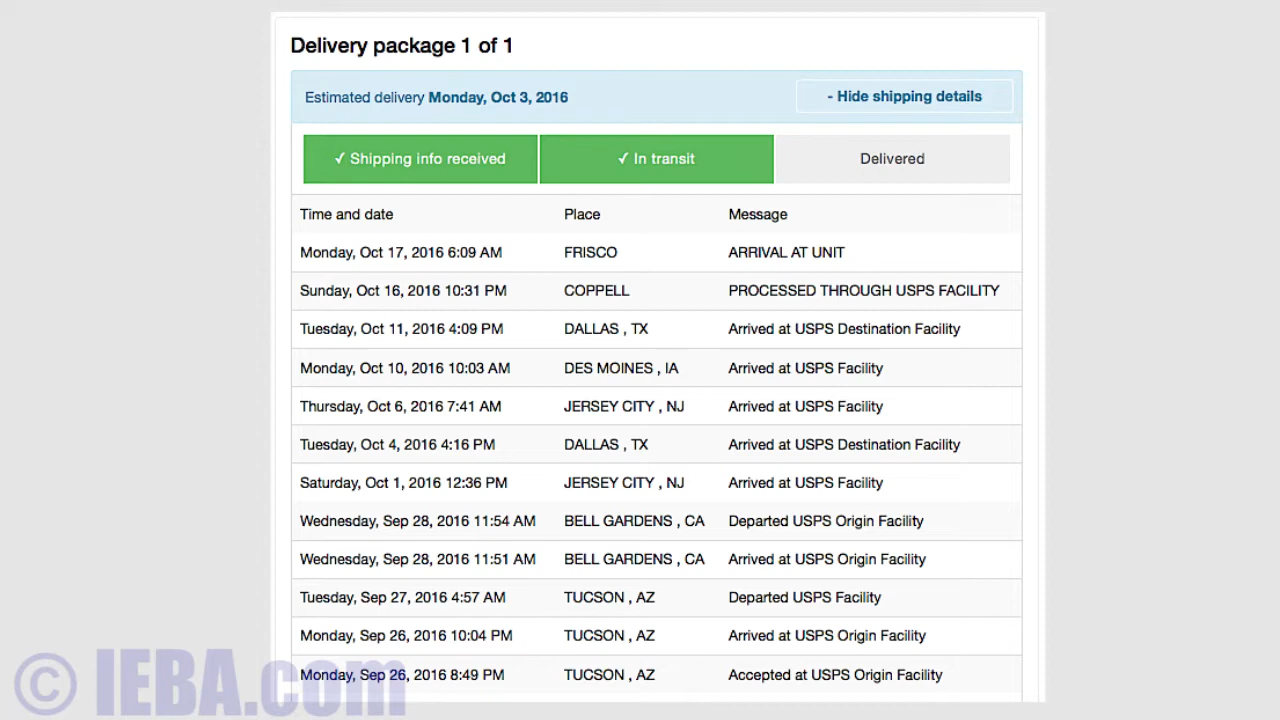 Delivery package 1 of 1
Estimated delivery Monday, Oct 3, 2016 - Hide shipping details
✓ Shipping info received ✓ In transit Delivered
Time and date Place Message
Monday, Oct 17, 2016 6:09 AM FRISCO ARRIVAL AT UNIT
Sunday, Oct 16, 2016 10:31 PM COPPELL PROCESSED THROUGH USPS FACILITY
Tuesday, Oct 11, 2016 4:09 PM DALLAS , TX Arrived at USPS Destination Facility
Monday, Oct 10, 2016 10:03 AM DES MOINES , IA Arrived at USPS Facility
Thursday, Oct 6, 2016 7:41 AM JERSEY CITY , NJ Arrived at USPS Facility
Tuesday, Oct 4, 2016 4:16 PM DALLAS , TX Arrived at USPS Destination Facility
Saturday, Oct 1, 2016 12:36 PM JERSEY CITY , NJ Arrived at USPS Facility
Wednesday, Sep 28, 2016 11:54 AM BELL GARDENS , CA Departed USPS Origin Facility
Wednesday, Sep 28, 2016 11:51 AM BELL GARDENS , CA Arrived at USPS Origin Facility
Tuesday, Sep 27, 2016 4:57 AM TUCSON , AZ Departed USPS Facility
Monday, Sep 26, 2016 10:04 PM TUCSON , AZ Arrived at USPS Origin Facility
Monday, Sep 26, 2016 8:49 PM TUCSON , AZ Accepted at USPS Origin Facility
© IEBA.com